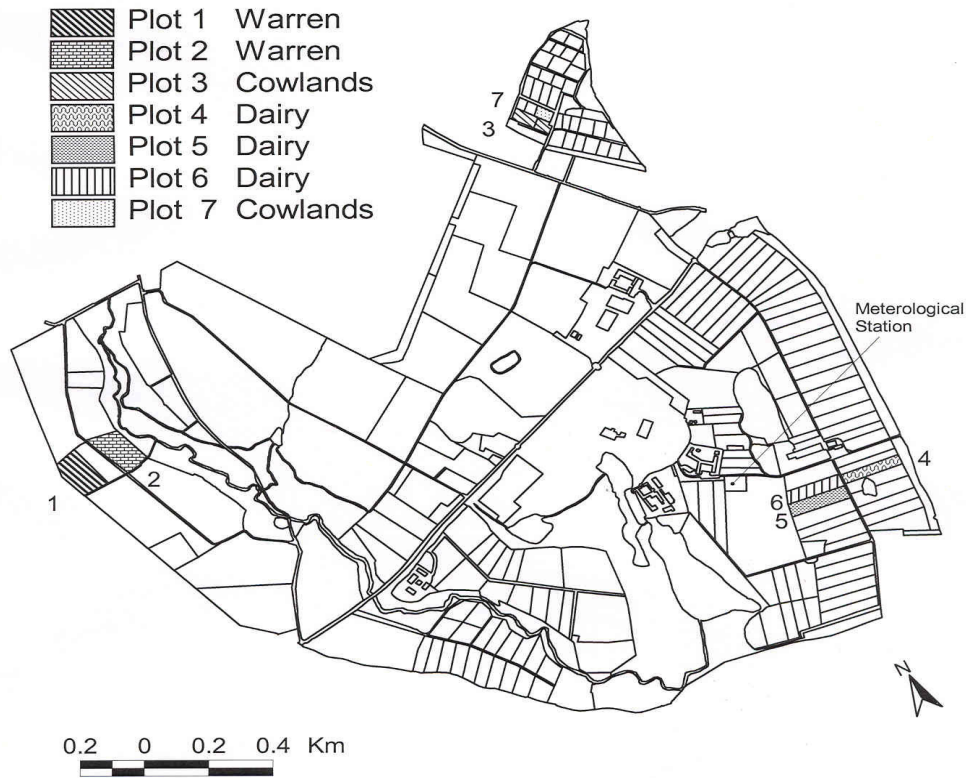 Plot 1 Warren
Plot 2 Warren
Plot 3 Cowlands
Plot 4 Dairy
Plot 5 Dairy
Plot 6 Dairy
Plot 7 Cowlands
7
3
Meterological
Station
4
1
2
6
5
N
0.2 0 0.2 0.4 Km